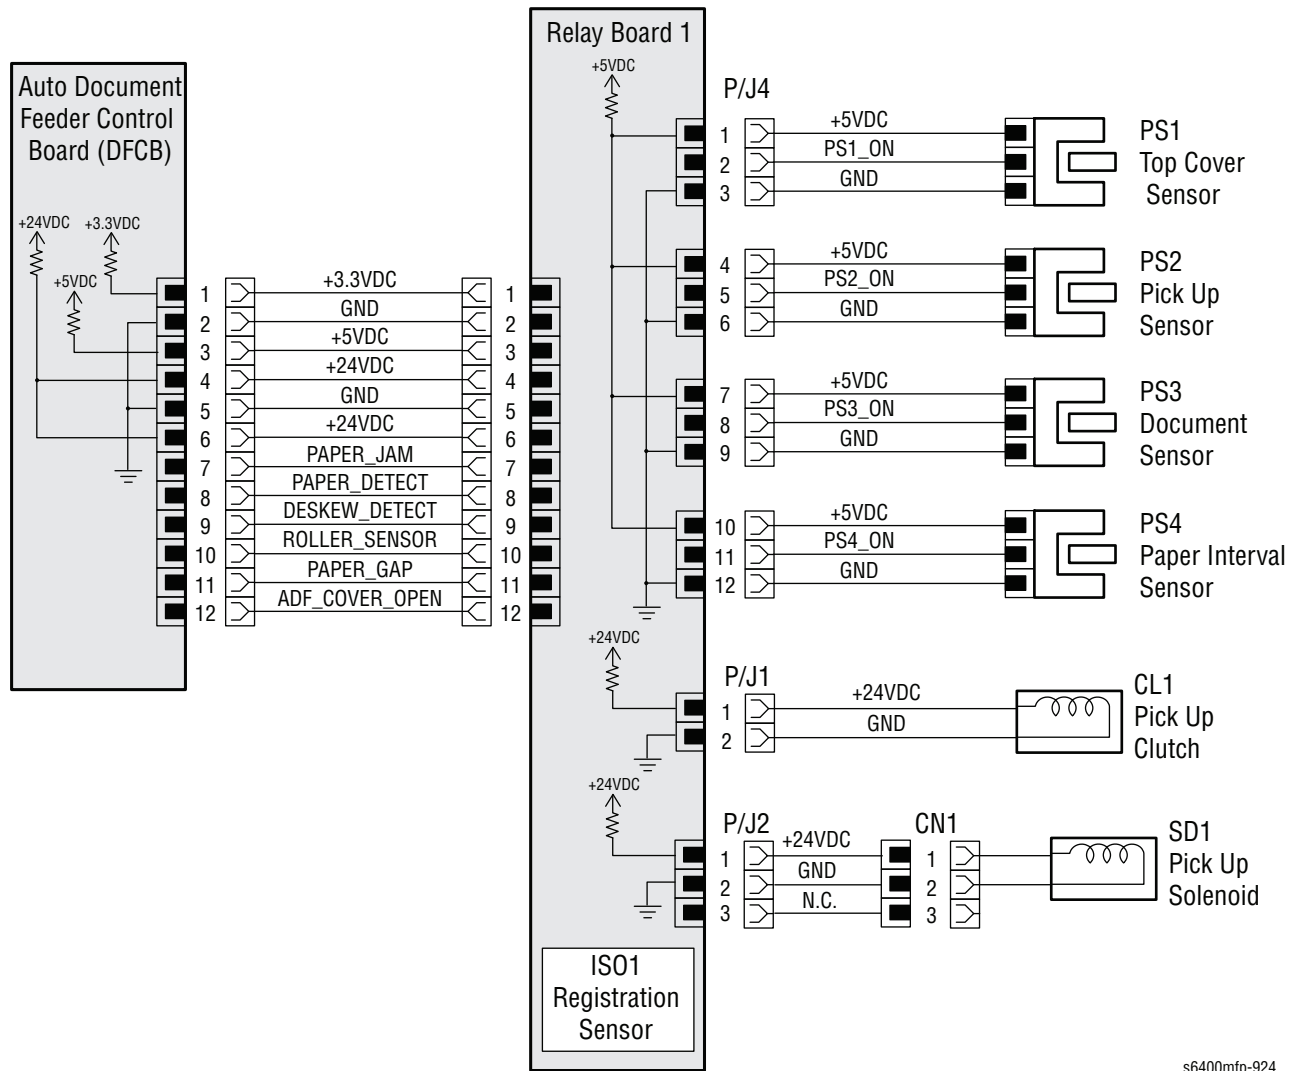 Relay Board 1
+5VDC
Auto Document
Feeder Control
Board (DFCB)
+24VDC
+3.3VDC
+5VDC
1
2
3
4
5
6
7
8
9
10
11
12
+3.3VDC
GND
+5VDC
+24VDC
GND
+24VDC
PAPER_JAM
PAPER_DETECT
DESKEW_DETECT
ROLLER_SENSOR
PAPER_GAP
ADF_COVER_OPEN
1
2
3
4
5
6
7
8
9
10
11
12
P/J4
1
2
3
+5VDC
PS1_ON
GND
PS1
Top Cover
Sensor
4
5
6
+5VDC
PS2_ON
GND
PS2
Pick Up
Sensor
7
8
9
+5VDC
PS3_ON
GND
PS3
Document
Sensor
10
11
12
+5VDC
PS4_ON
GND
PS4
Paper Interval
Sensor
+24VDC
P/J1
1
2
+24VDC
GND
CL1
Pick Up
Clutch
+24VDC
P/J2
1
2
3
+24VDC
GND
N.C.
CN1
1
2
3
SD1
Pick Up
Solenoid
ISO1
Registration
Sensor
s6400mfp-924